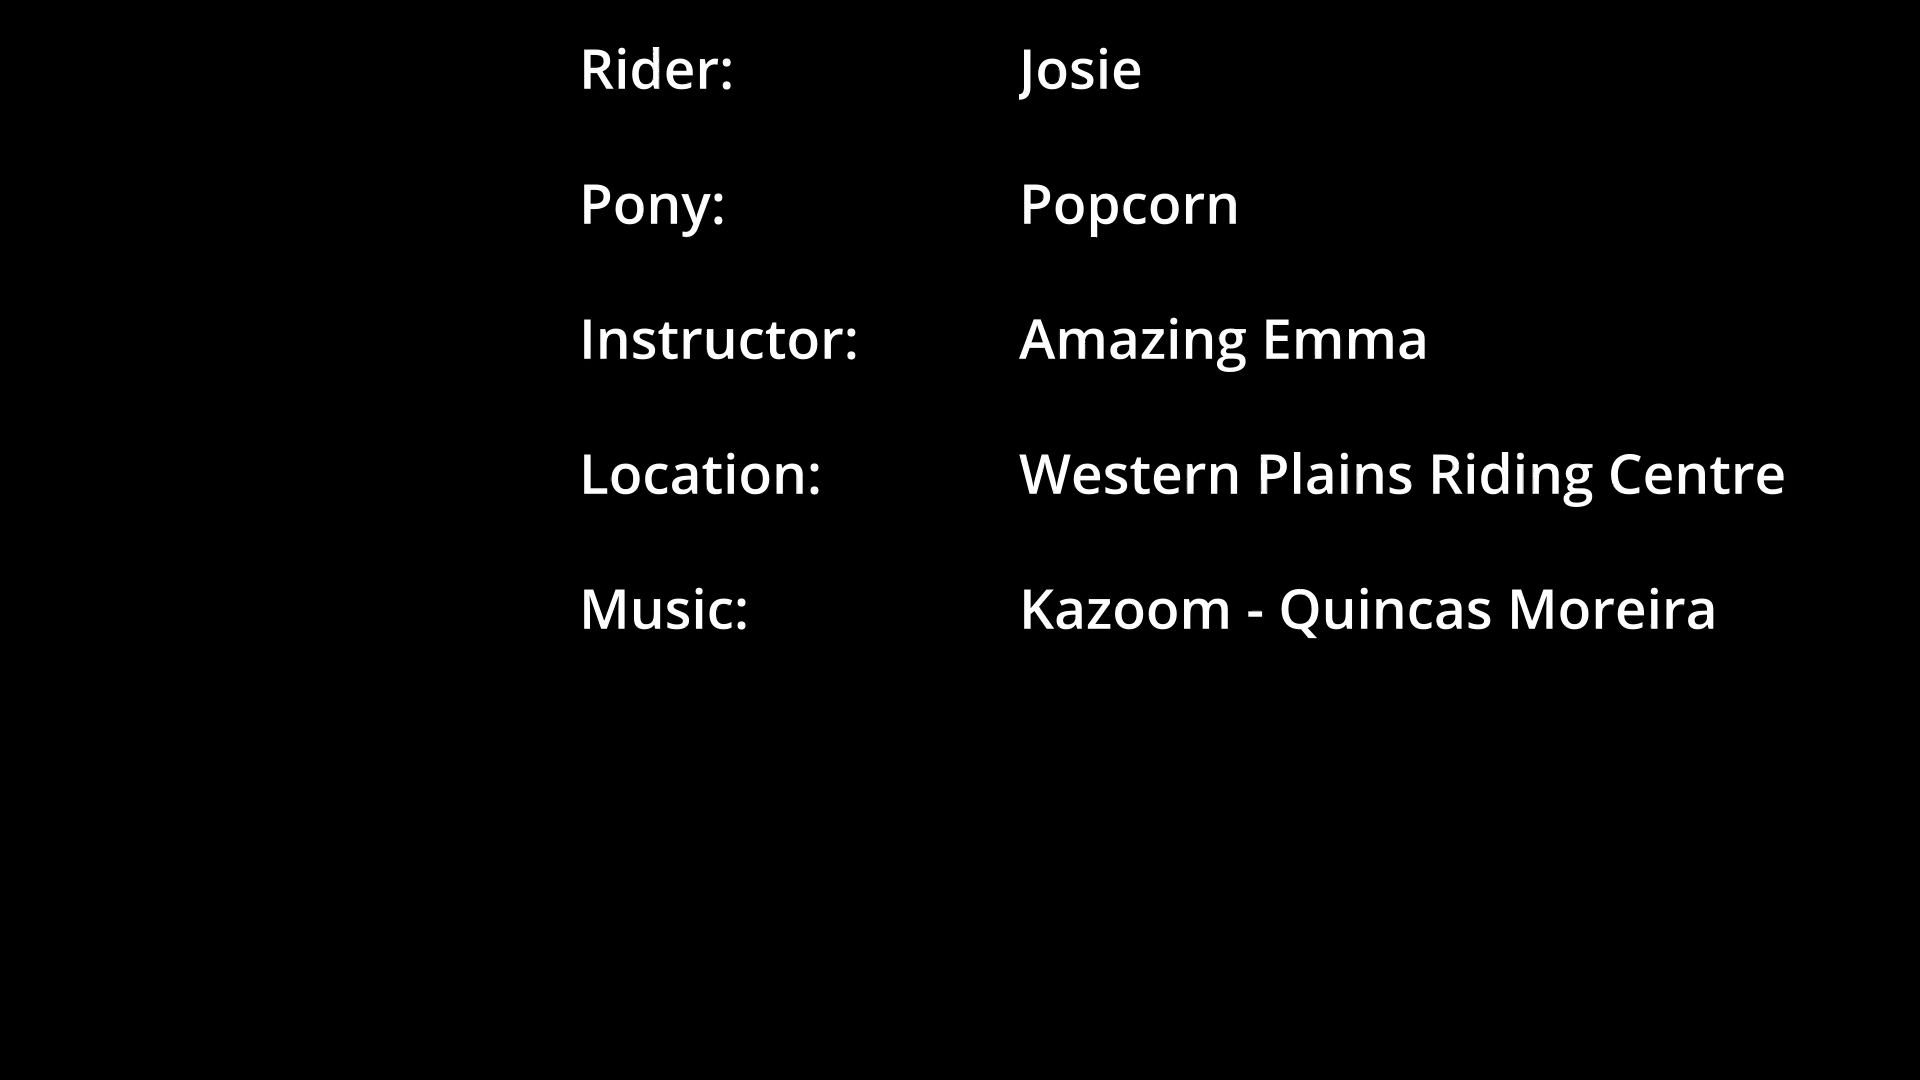 Rider: Josie
Pony: Popcorn
Instructor: Amazing Emma
Location: Western Plains Riding Centre
Music: Kazoom - Quincas Moreira